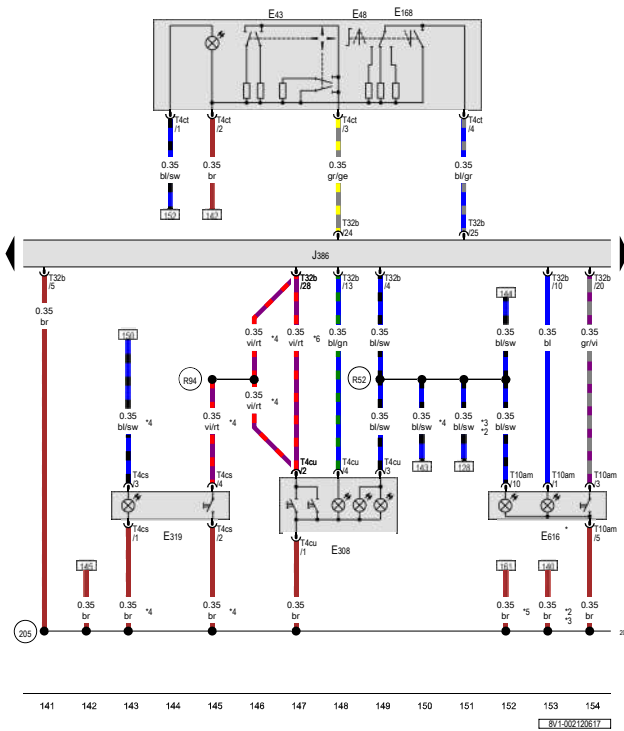 E43 E48 E168
T4ct /1 T4ct /2 T4ct /3 T4ct /4
0.35 bl/sw 0.35 br 0.35 gr/ge 0.35 bl/gr
152 142 T32b /24 T32b /25
J386
T32b /5 T32b /28 T32b /13 T32b /4 T32b /10 T32b /20
0.35 br
144
150 0.35 vi/rt *4 0.35 vi/rt *6 0.35 bl/gn 0.35 bl/sw 0.35 bl/sw 0.35 bl 0.35 gr/vi
R94 R52
0.35 vi/rt *4
0.35 bl/sw *4 0.35 vi/rt *4 0.35 bl/sw 0.35 bl/sw *4 0.35 bl/sw *3 *2 0.35 bl/sw
143 128
T4cs /3 T4cs /4 T4cu /2 T4cu /4 T4cu /3 T10am /10 T10am /1 T10am /3
T4cs /1 E319 T4cs /2 T4cu /1 E308 E616 * T10am /5
145 161 140
0.35 br 0.35 br *4 0.35 br *4 0.35 br 0.35 br *5 0.35 br *2 *3 0.35 br
205
141 142 143 144 145 146 147 148 149 150 151 152 153 154
8V1-002120617